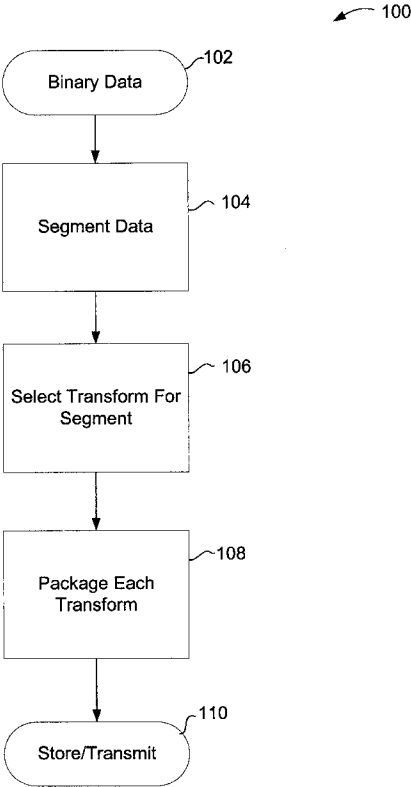 100
Binary Data
102
Segment Data
104
Select Transform For
Segment
106
Package Each
Transform
108
Store/Transmit
110